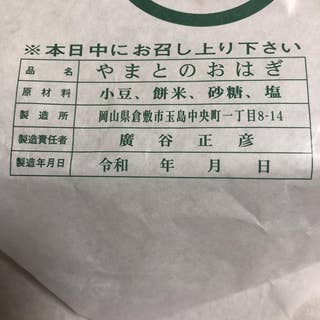 ※本日中にお召し上り下さい
品名 やまとのおはぎ
原材料 小豆、餅米、砂糖、塩
製造所 岡山県倉敷市玉島中央町一丁目8-14
製造責任者 廣谷正彦
製造年月日 令和 年 月 日